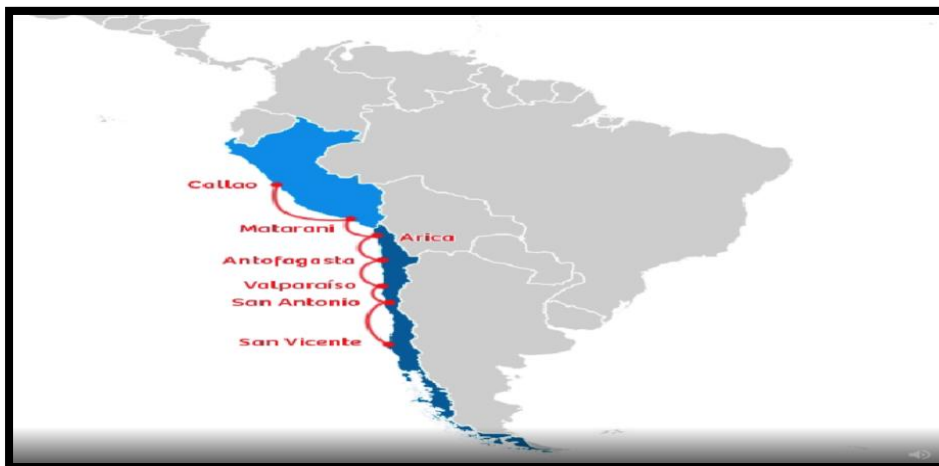 Callao
Matarani
Arica
Antofagasta
Valparaíso
San Antonio
San Vicente